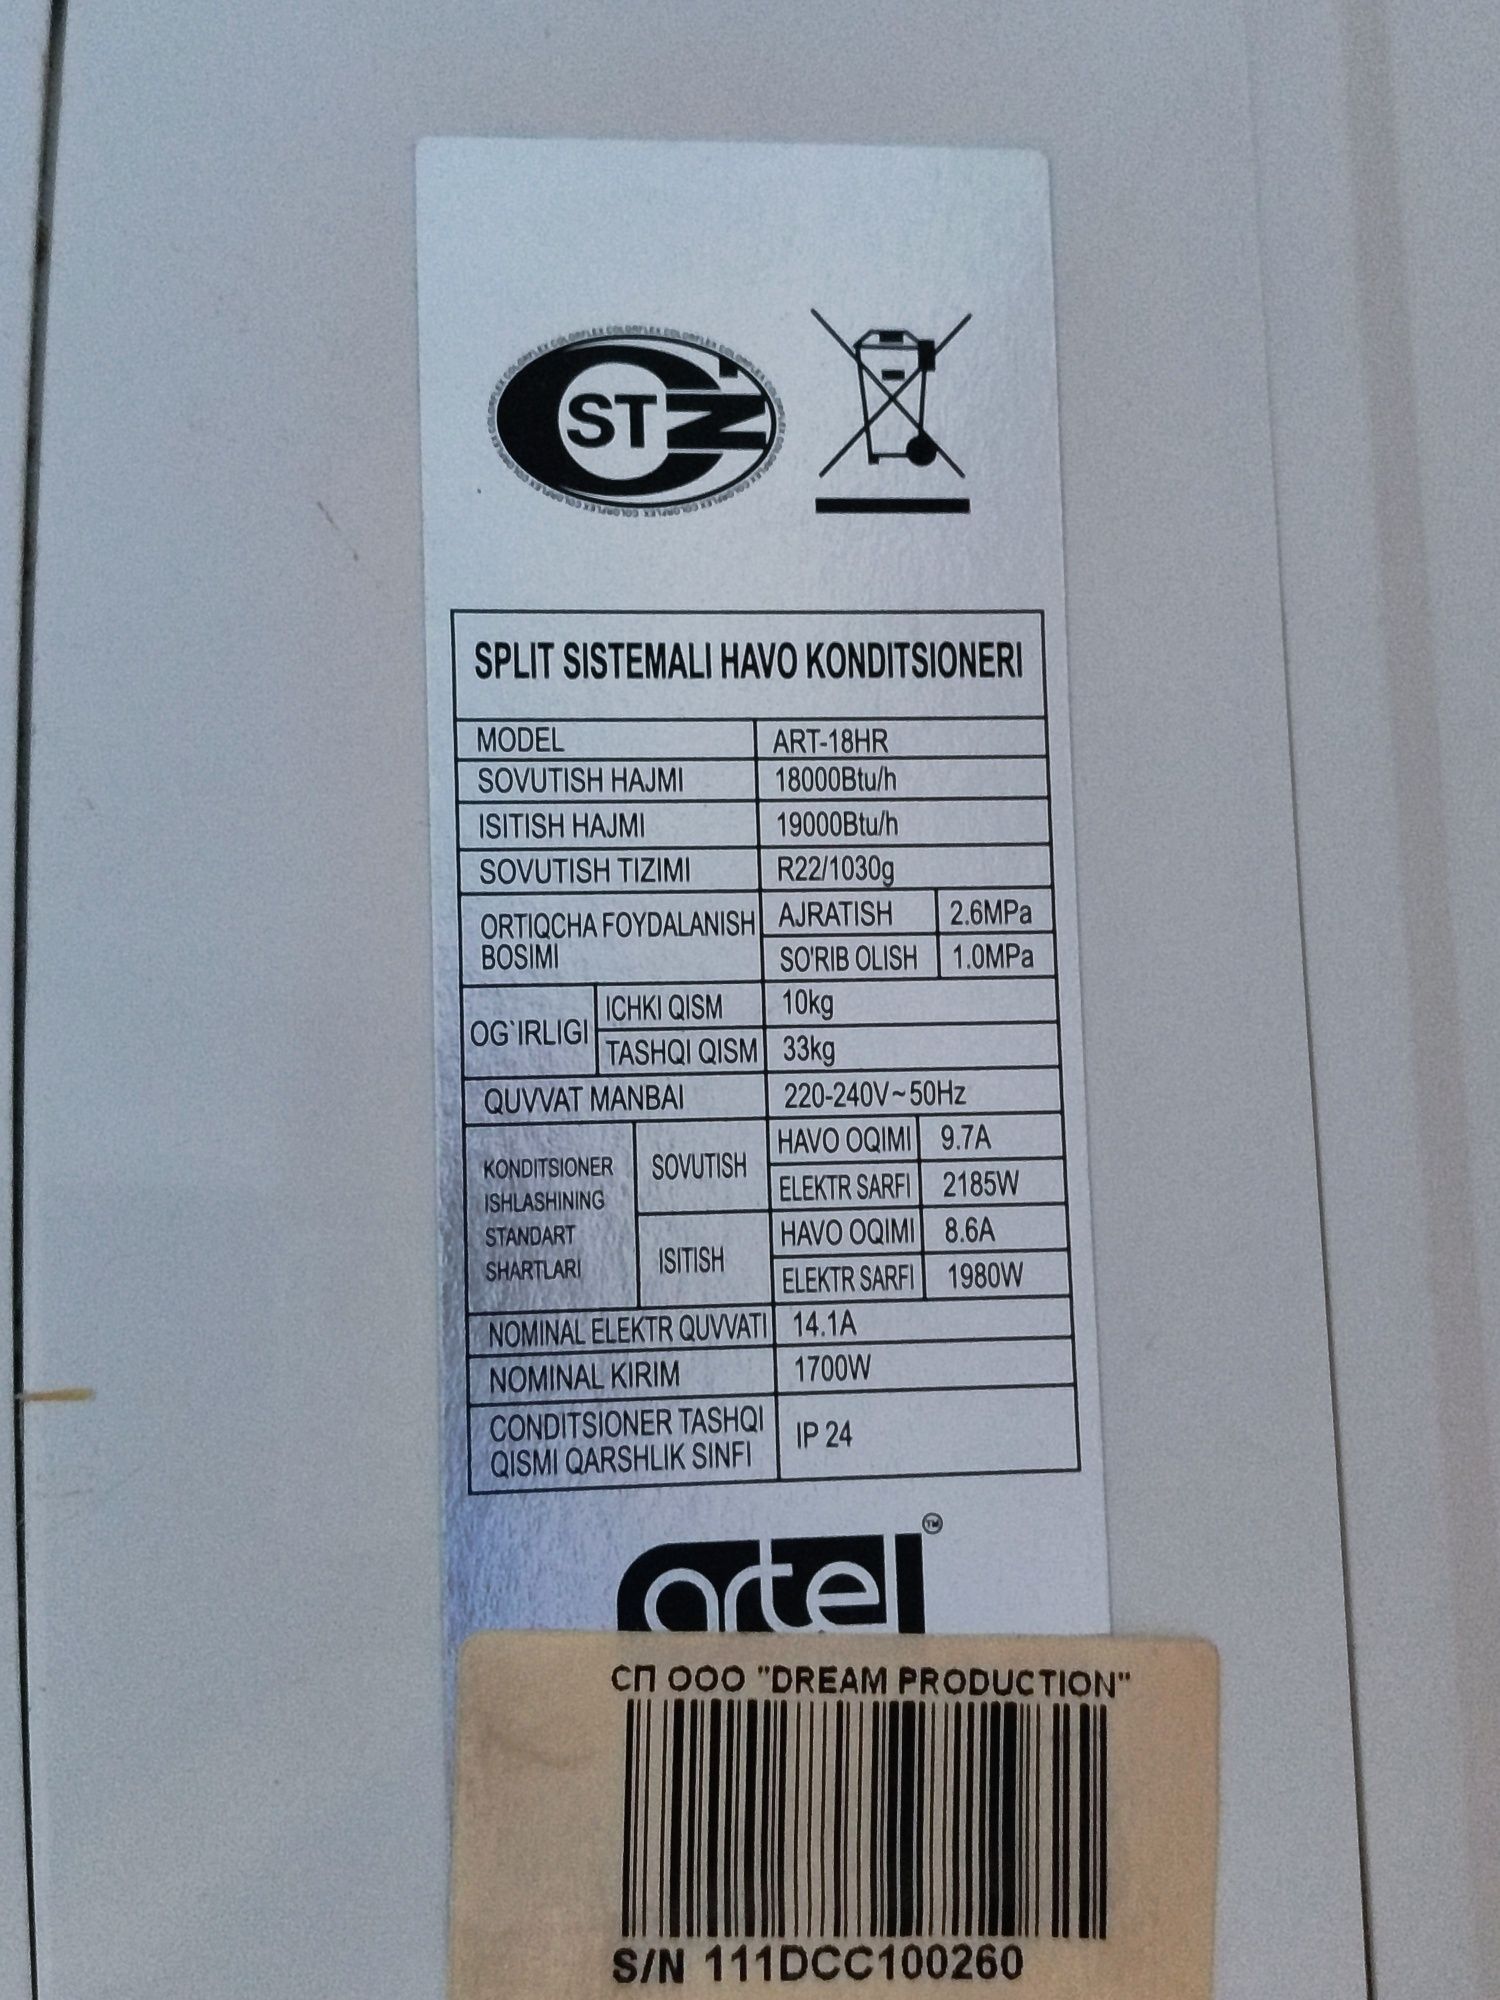 STZ
SPLIT SISTEMALI HAVO KONDITSIONERI
MODEL ART-18HR
SOVUTISH HAJMI 18000Btu/h
ISITISH HAJMI 19000Btu/h
SOVUTISH TIZIMI R22/1030g
ORTIQCHA FOYDALANISH
BOSIMI
AJRATISH 2.6MPa
SO'RIB OLISH 1.0MPa
OG`IRLIGI
ICHKI QISM 10kg
TASHQI QISM 33kg
QUVVAT MANBAI 220-240V~50Hz
KONDITSIONER
ISHLASHINING
STANDART
SHARTLARI
SOVUTISH
HAVO OQIMI 9.7A
ELEKTR SARFI 2185W
ISITISH
HAVO OQIMI 8.6A
ELEKTR SARFI 1980W
NOMINAL ELEKTR QUVVATI 14.1A
NOMINAL KIRIM 1700W
CONDITSIONER TASHQI
QISMI QARSHLIK SINFI
IP 24
artel TM
СП ООО "DREAM PRODUCTION"
S/N 111DCC100260